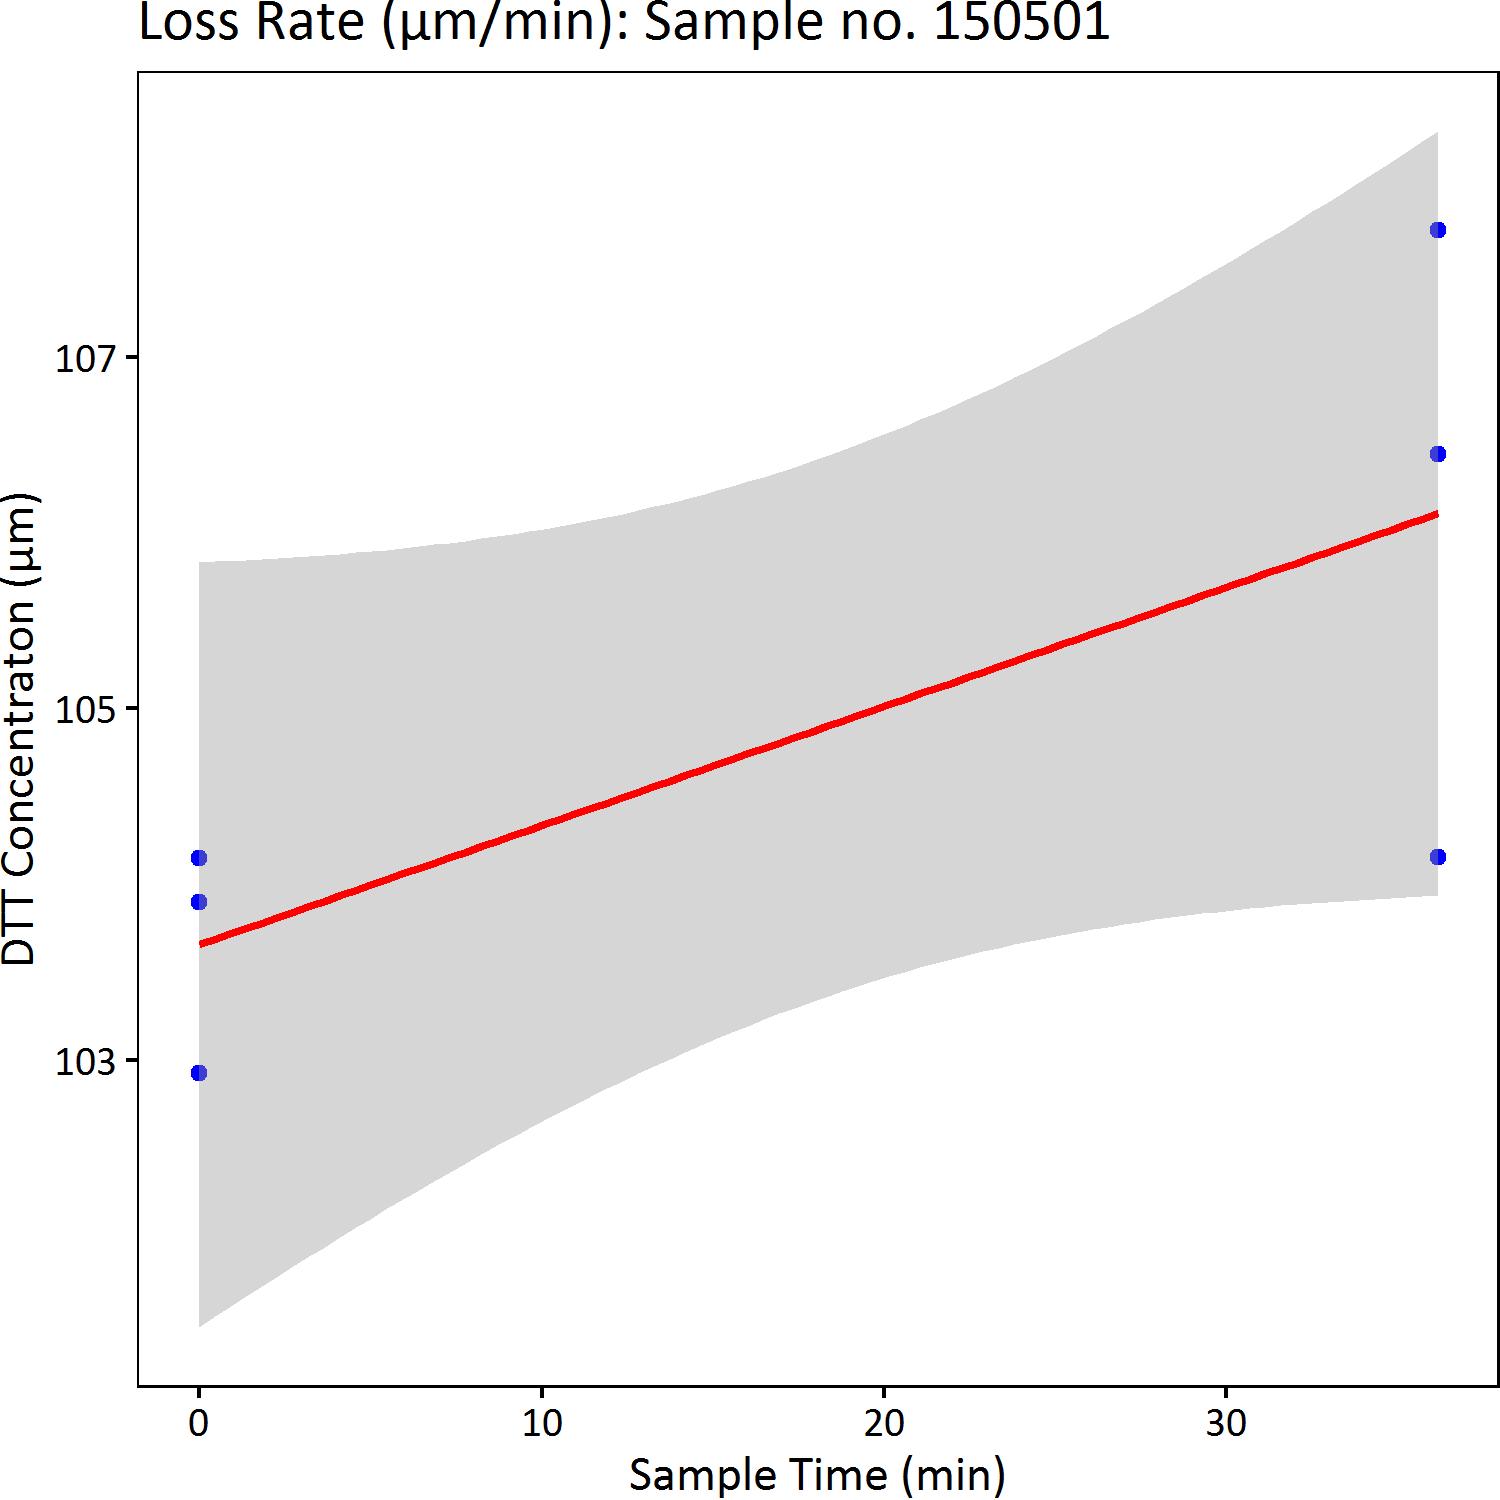 Loss Rate (µm/min): Sample no. 150501
DTT Concentraton (µm)
107
105
103
0 10 20 30
Sample Time (min)